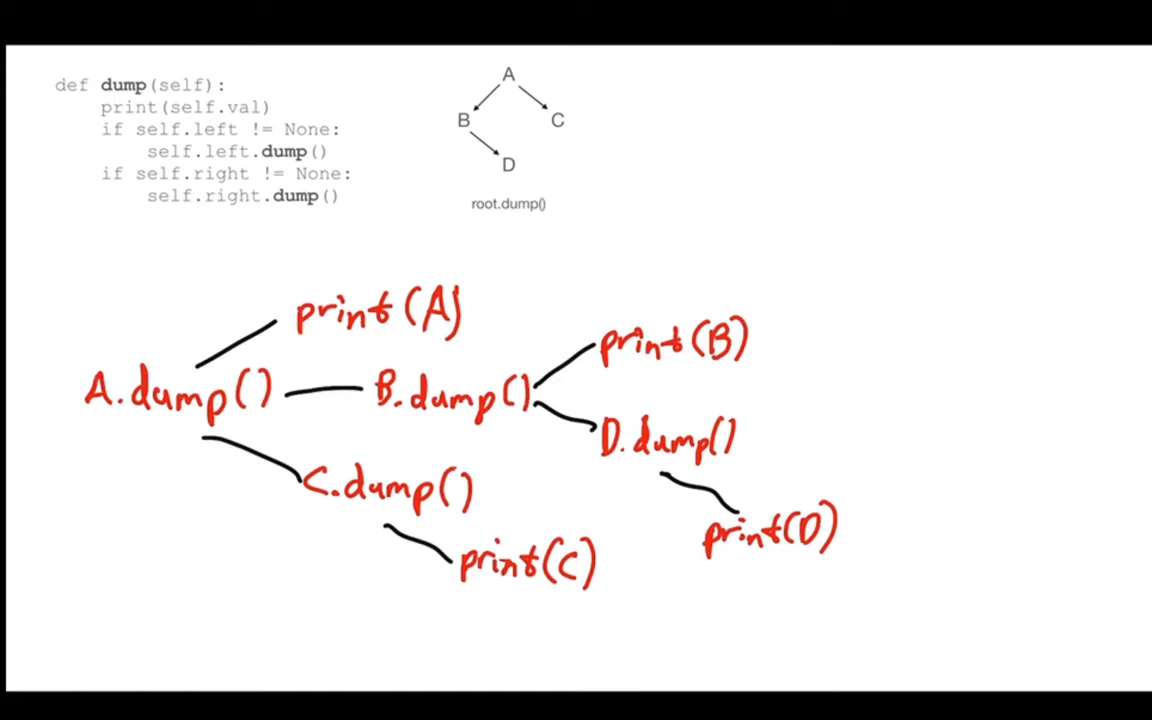 def dump(self):
print(self.val)
if self.left != None:
self.left.dump()
if self.right != None:
self.right.dump()
A
B
C
D
root.dump()
print(A)
print(B)
A.dump()
B.dump()
D.dump()
C.dump()
print(D)
print(C)